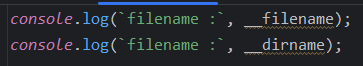 console.log(`filename :`, __filename);
console.log(`filename :`, __dirname);